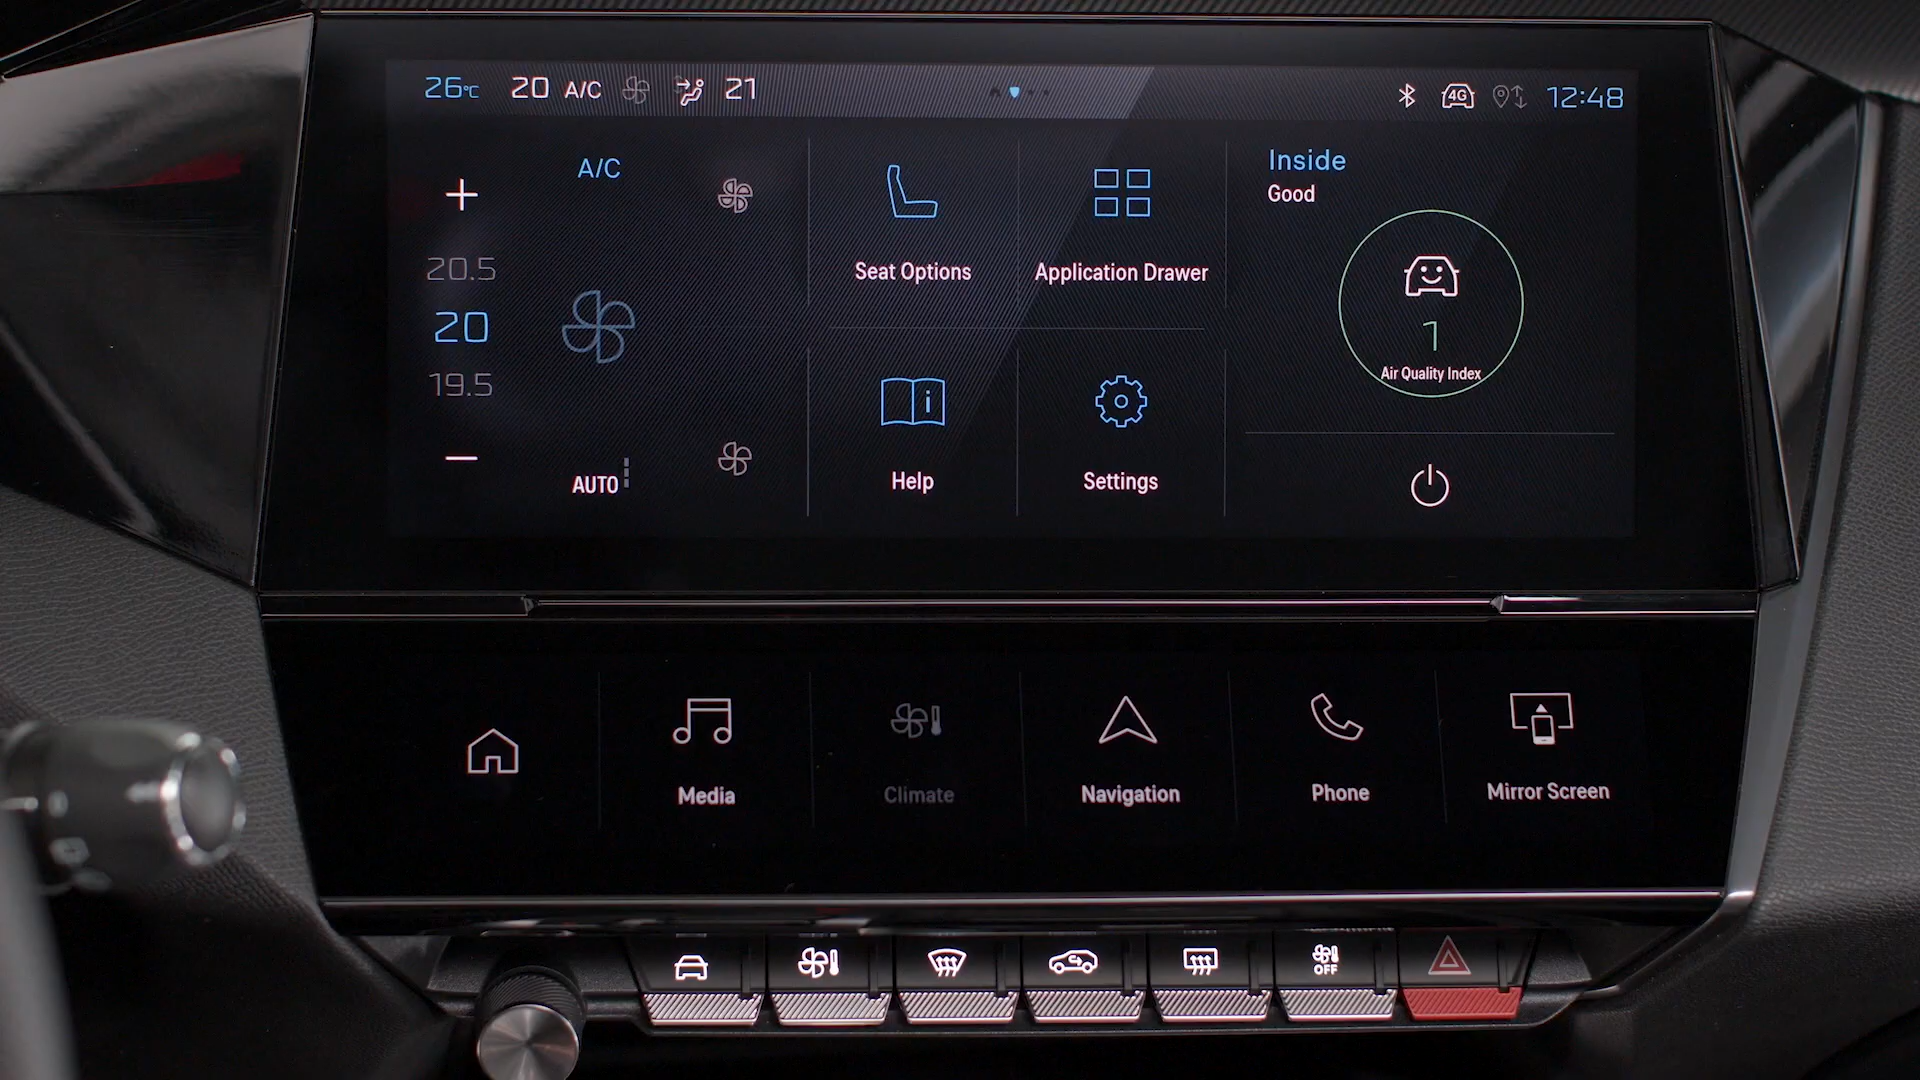 26°C 20 A/C 21
4G
12:48
A/C
20.5
20
19.5
AUTO
Seat Options
Application Drawer
Help
i
Settings
Inside
Good
1
Air Quality Index
Media
Climate
Navigation
Phone
Mirror Screen
OFF